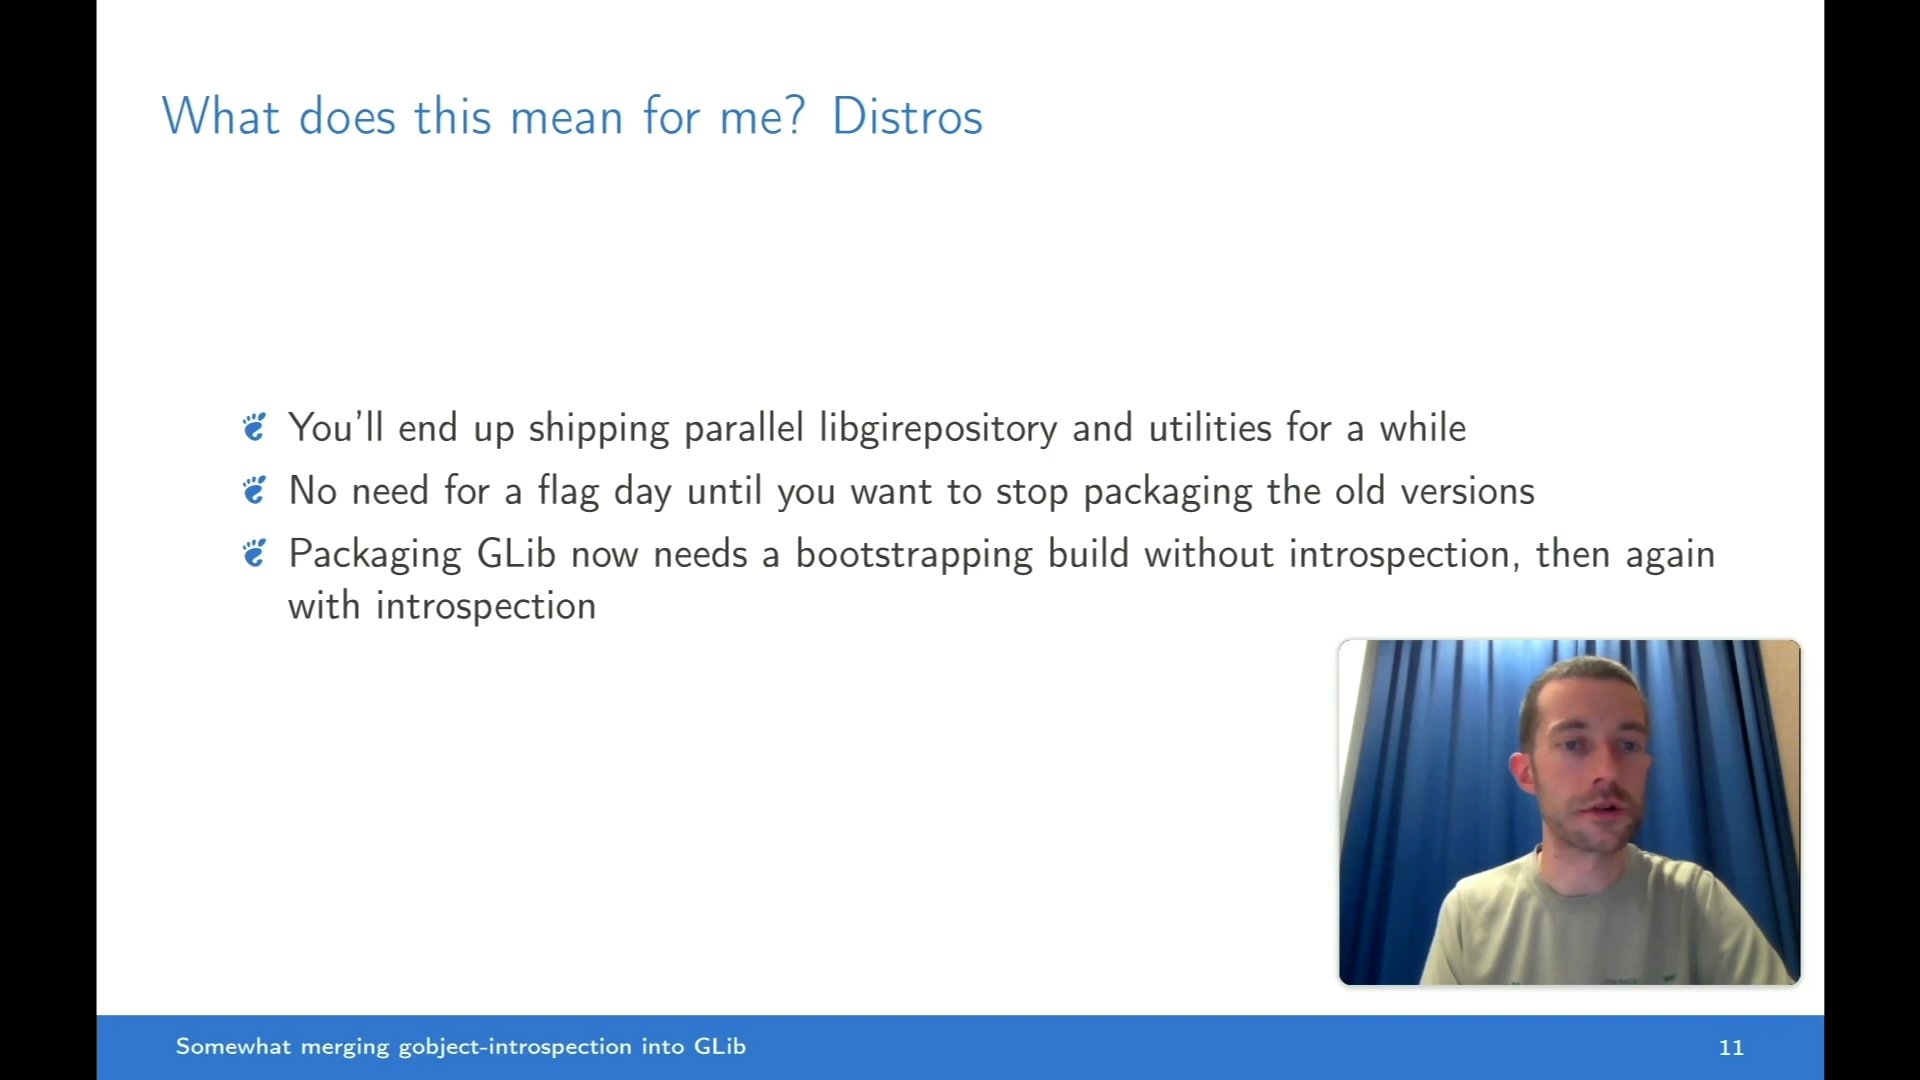 What does this mean for me? Distros
You'll end up shipping parallel libgirepository and utilities for a while
No need for a flag day until you want to stop packaging the old versions
Packaging GLib now needs a bootstrapping build without introspection, then again
with introspection
Somewhat merging gobject-introspection into GLib
11